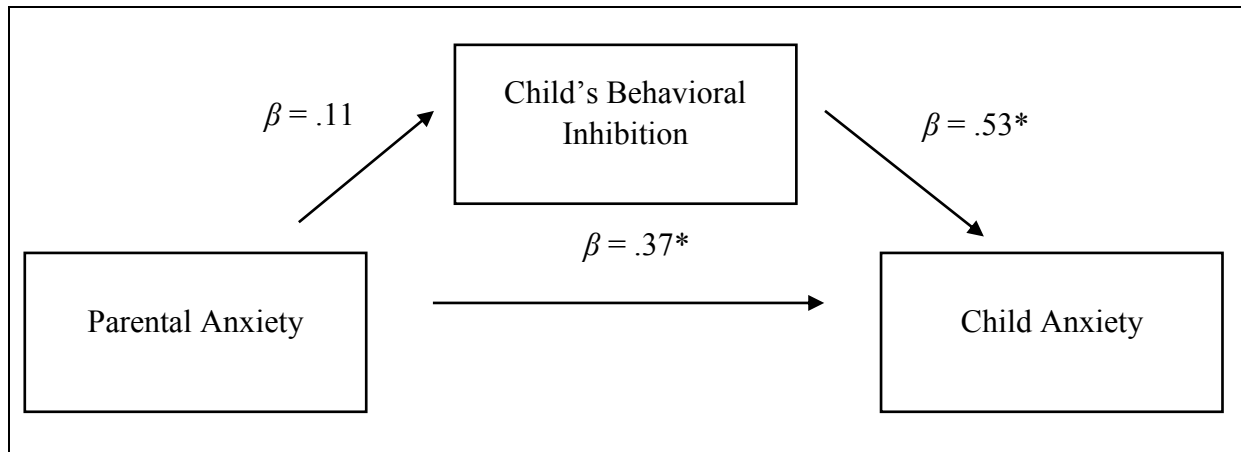 Child’s Behavioral
Inhibition
β = .11
β = .53*
β = .37*
Parental Anxiety
Child Anxiety